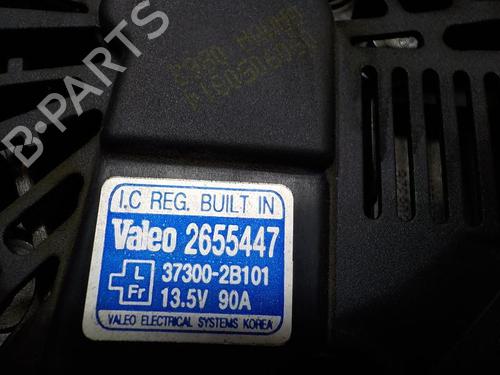 I.C REG. BUILT IN
Valeo 2655447
L
Fr
37300-2B101
13.5V 90A
VALEO ELECTRICAL SYSTEMS KOREA
B-Parts